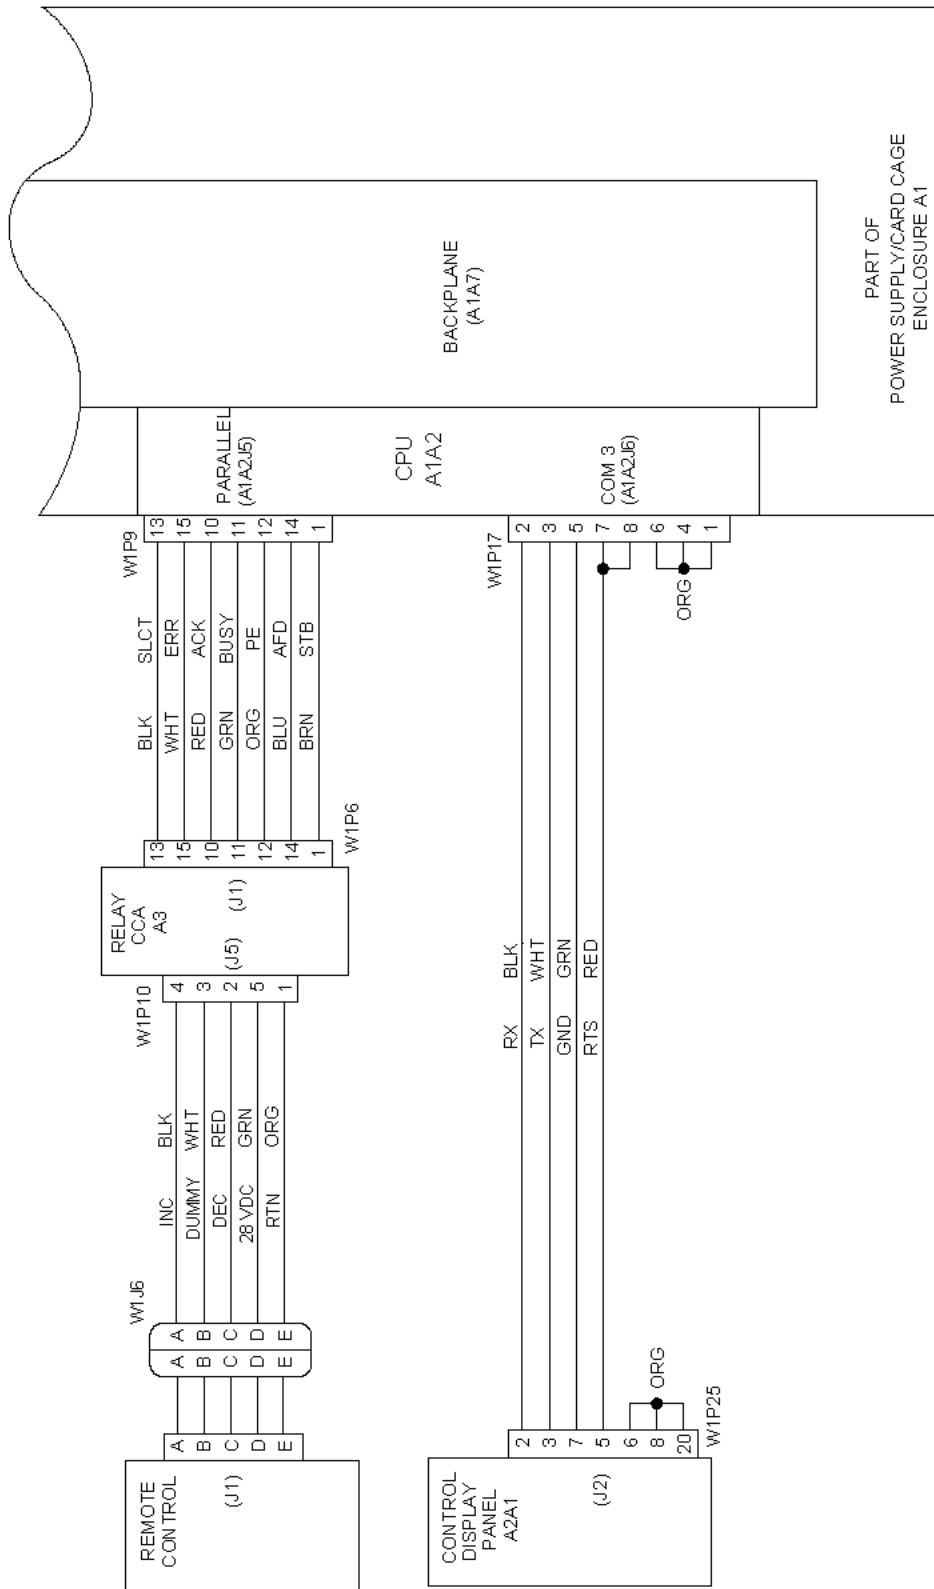 REMOTE
CONTROL
(J1)
A
B
C
D
E
A
B
C
D
E
A
B
C
D
E
W1J6
INC BLK
DUMMY WHT
DEC RED
28 VDC GRN
RTN ORG
W1P10
4
3
2
5
1
RELAY
CCA
A3
(J5)
(J1)
13
15
10
11
12
14
1
W1P6
BLK SLCT
WHT ERR
RED ACK
GRN BUSY
ORG PE
BLU AFD
BRN STB
W1P9
13
15
10
11
12
14
1
PARALLEL
(A1A2J5)
CPU
A1A2
COM 3
(A1A2J6)
BACKPLANE
(A1A7)
PART OF
POWER SUPPLY/CARD CAGE
ENCLOSURE A1
CONTROL
DISPLAY
PANEL
A2A1
(J2)
2
3
7
5
6
8
20
W1P25
ORG
RX BLK
TX WHT
GND GRN
RTS RED
W1P17
2
3
5
7
8
6
4
1
ORG